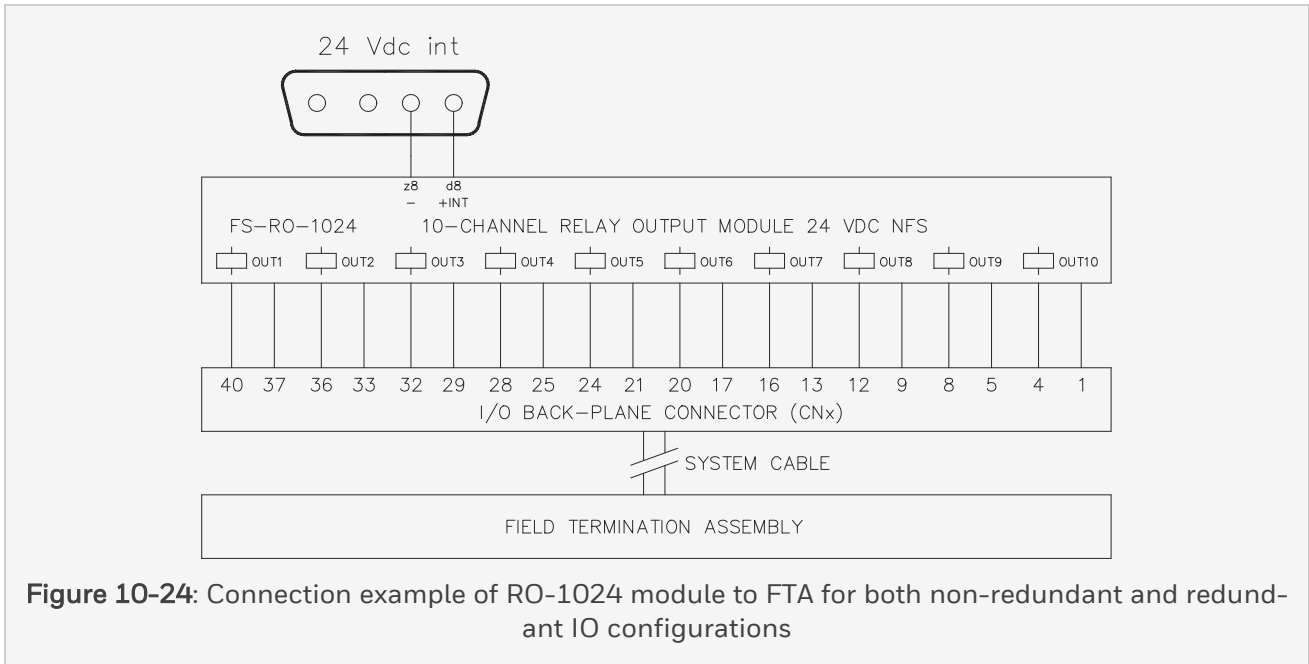 24 Vdc int
z8 d8
– +INT
FS–RO–1024 10–CHANNEL RELAY OUTPUT MODULE 24 VDC NFS
OUT1 OUT2 OUT3 OUT4 OUT5 OUT6 OUT7 OUT8 OUT9 OUT10
40 37 36 33 32 29 28 25 24 21 20 17 16 13 12 9 8 5 4 1
I/O BACK–PLANE CONNECTOR (CNx)
SYSTEM CABLE
FIELD TERMINATION ASSEMBLY
Figure 10-24: Connection example of RO-1024 module to FTA for both non-redundant and redund-
ant IO configurations